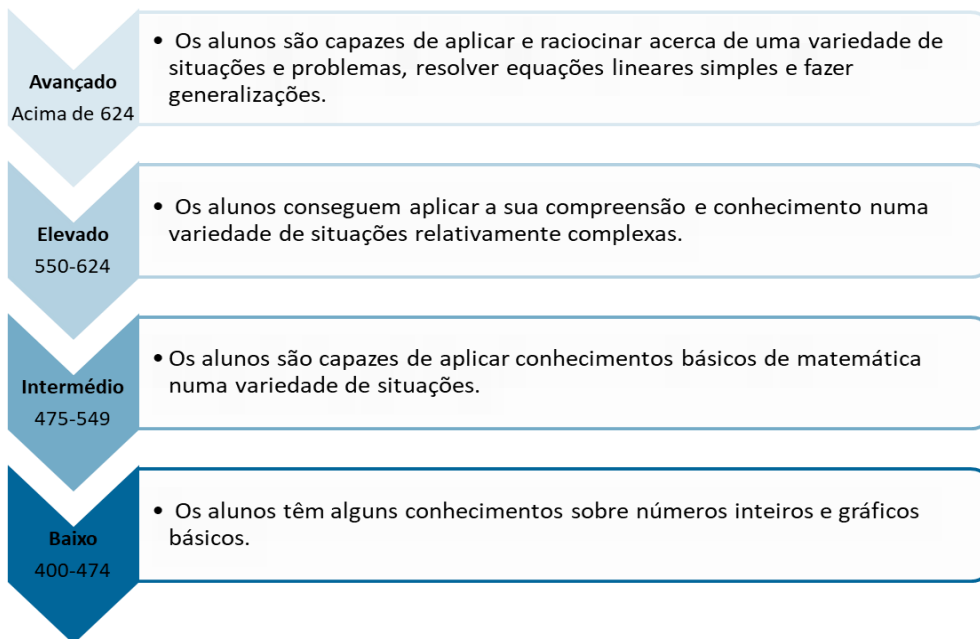 Avançado
Acima de 624
• Os alunos são capazes de aplicar e raciocinar acerca de uma variedade de
situações e problemas, resolver equações lineares simples e fazer
generalizações.
Elevado
550-624
• Os alunos conseguem aplicar a sua compreensão e conhecimento numa
variedade de situações relativamente complexas.
Intermédio
475-549
• Os alunos são capazes de aplicar conhecimentos básicos de matemática
numa variedade de situações.
Baixo
400-474
• Os alunos têm alguns conhecimentos sobre números inteiros e gráficos
básicos.